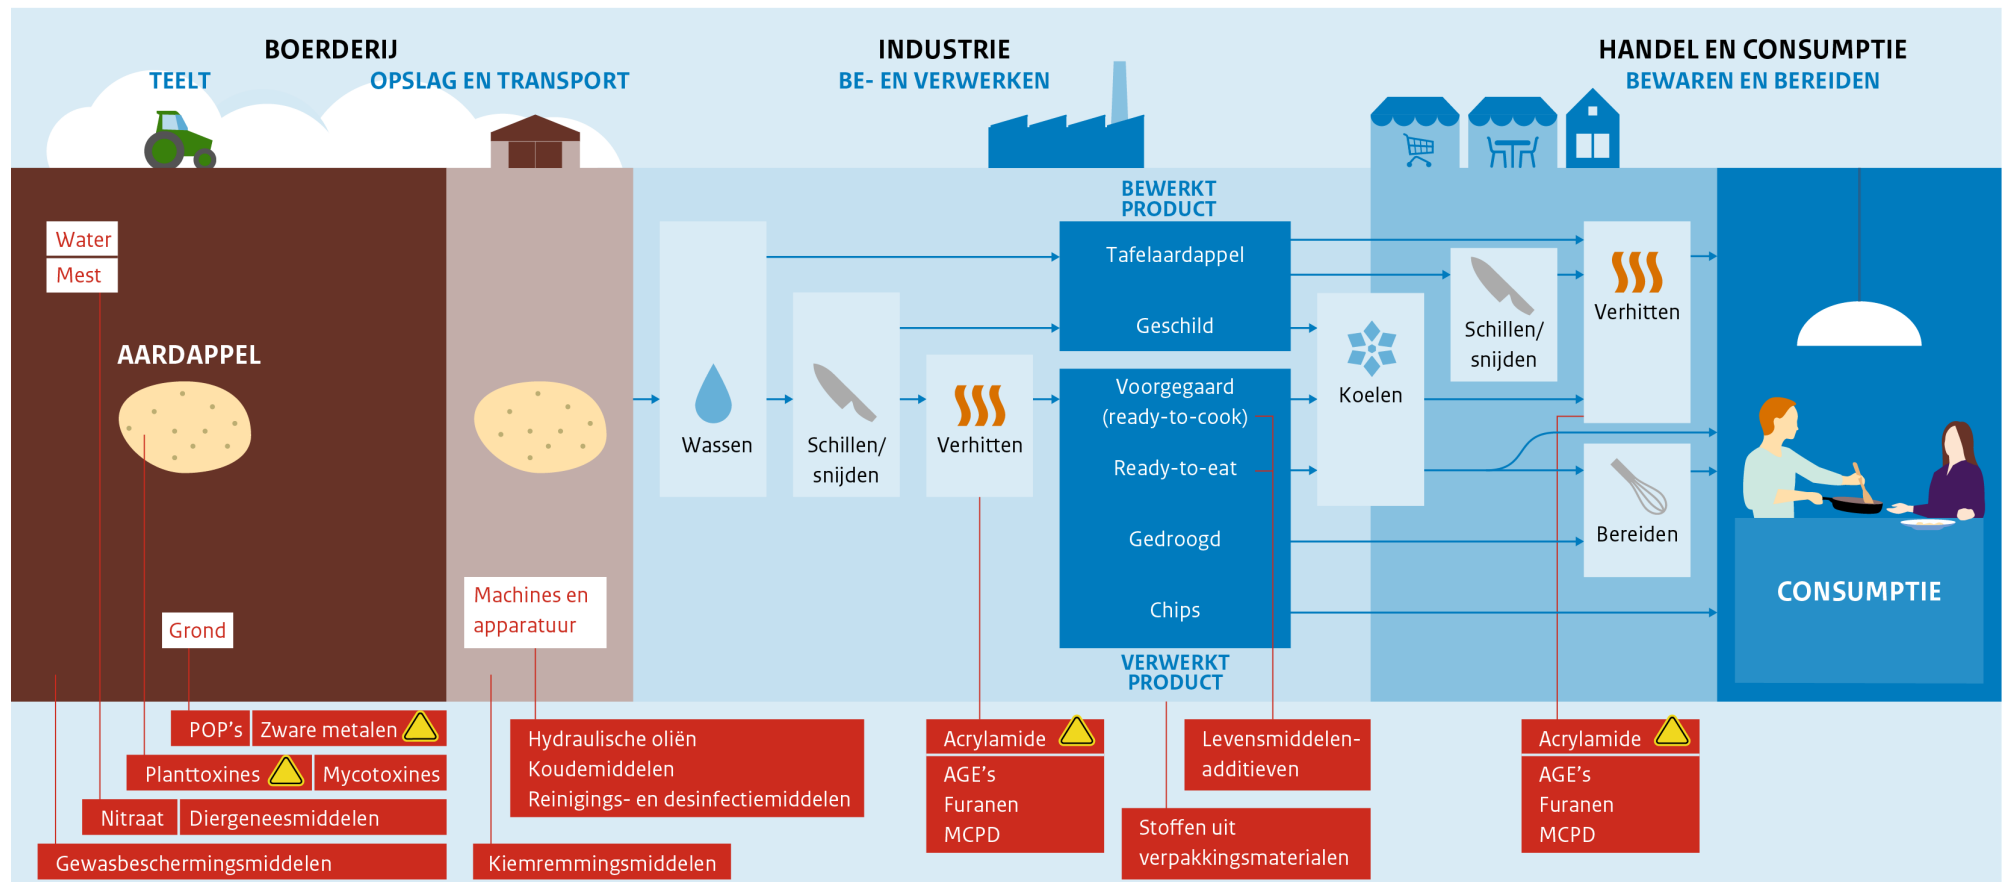 BOERDERIJ
TEELT
OPSLAG EN TRANSPORT
INDUSTRIE
BE- EN VERWERKEN
HANDEL EN CONSUMPTIE
BEWAREN EN BEREIDEN
Water
Mest
AARDAPPEL
Grond
Machines en
apparatuur
Wassen
Schillen/
snijden
Verhitten
BEWERKT
PRODUCT
Tafelaardappel
Geschild
Voorgegaard
(ready-to-cook)
Ready-to-eat
Gedroogd
Chips
VERWERKT
PRODUCT
Koelen
Schillen/
snijden
Verhitten
Bereiden
CONSUMPTIE
POP's
Zware metalen
Planttoxines
Mycotoxines
Nitraat
Diergeneesmiddelen
Gewasbeschermingsmiddelen
Hydraulische oliën
Koudemiddelen
Reinigings- en desinfectiemiddelen
Kiemremmingsmiddelen
Acrylamide
AGE's
Furanen
MCPD
Stoffen uit
verpakkingsmaterialen
Levensmiddelen-
additieven
Acrylamide
AGE's
Furanen
MCPD